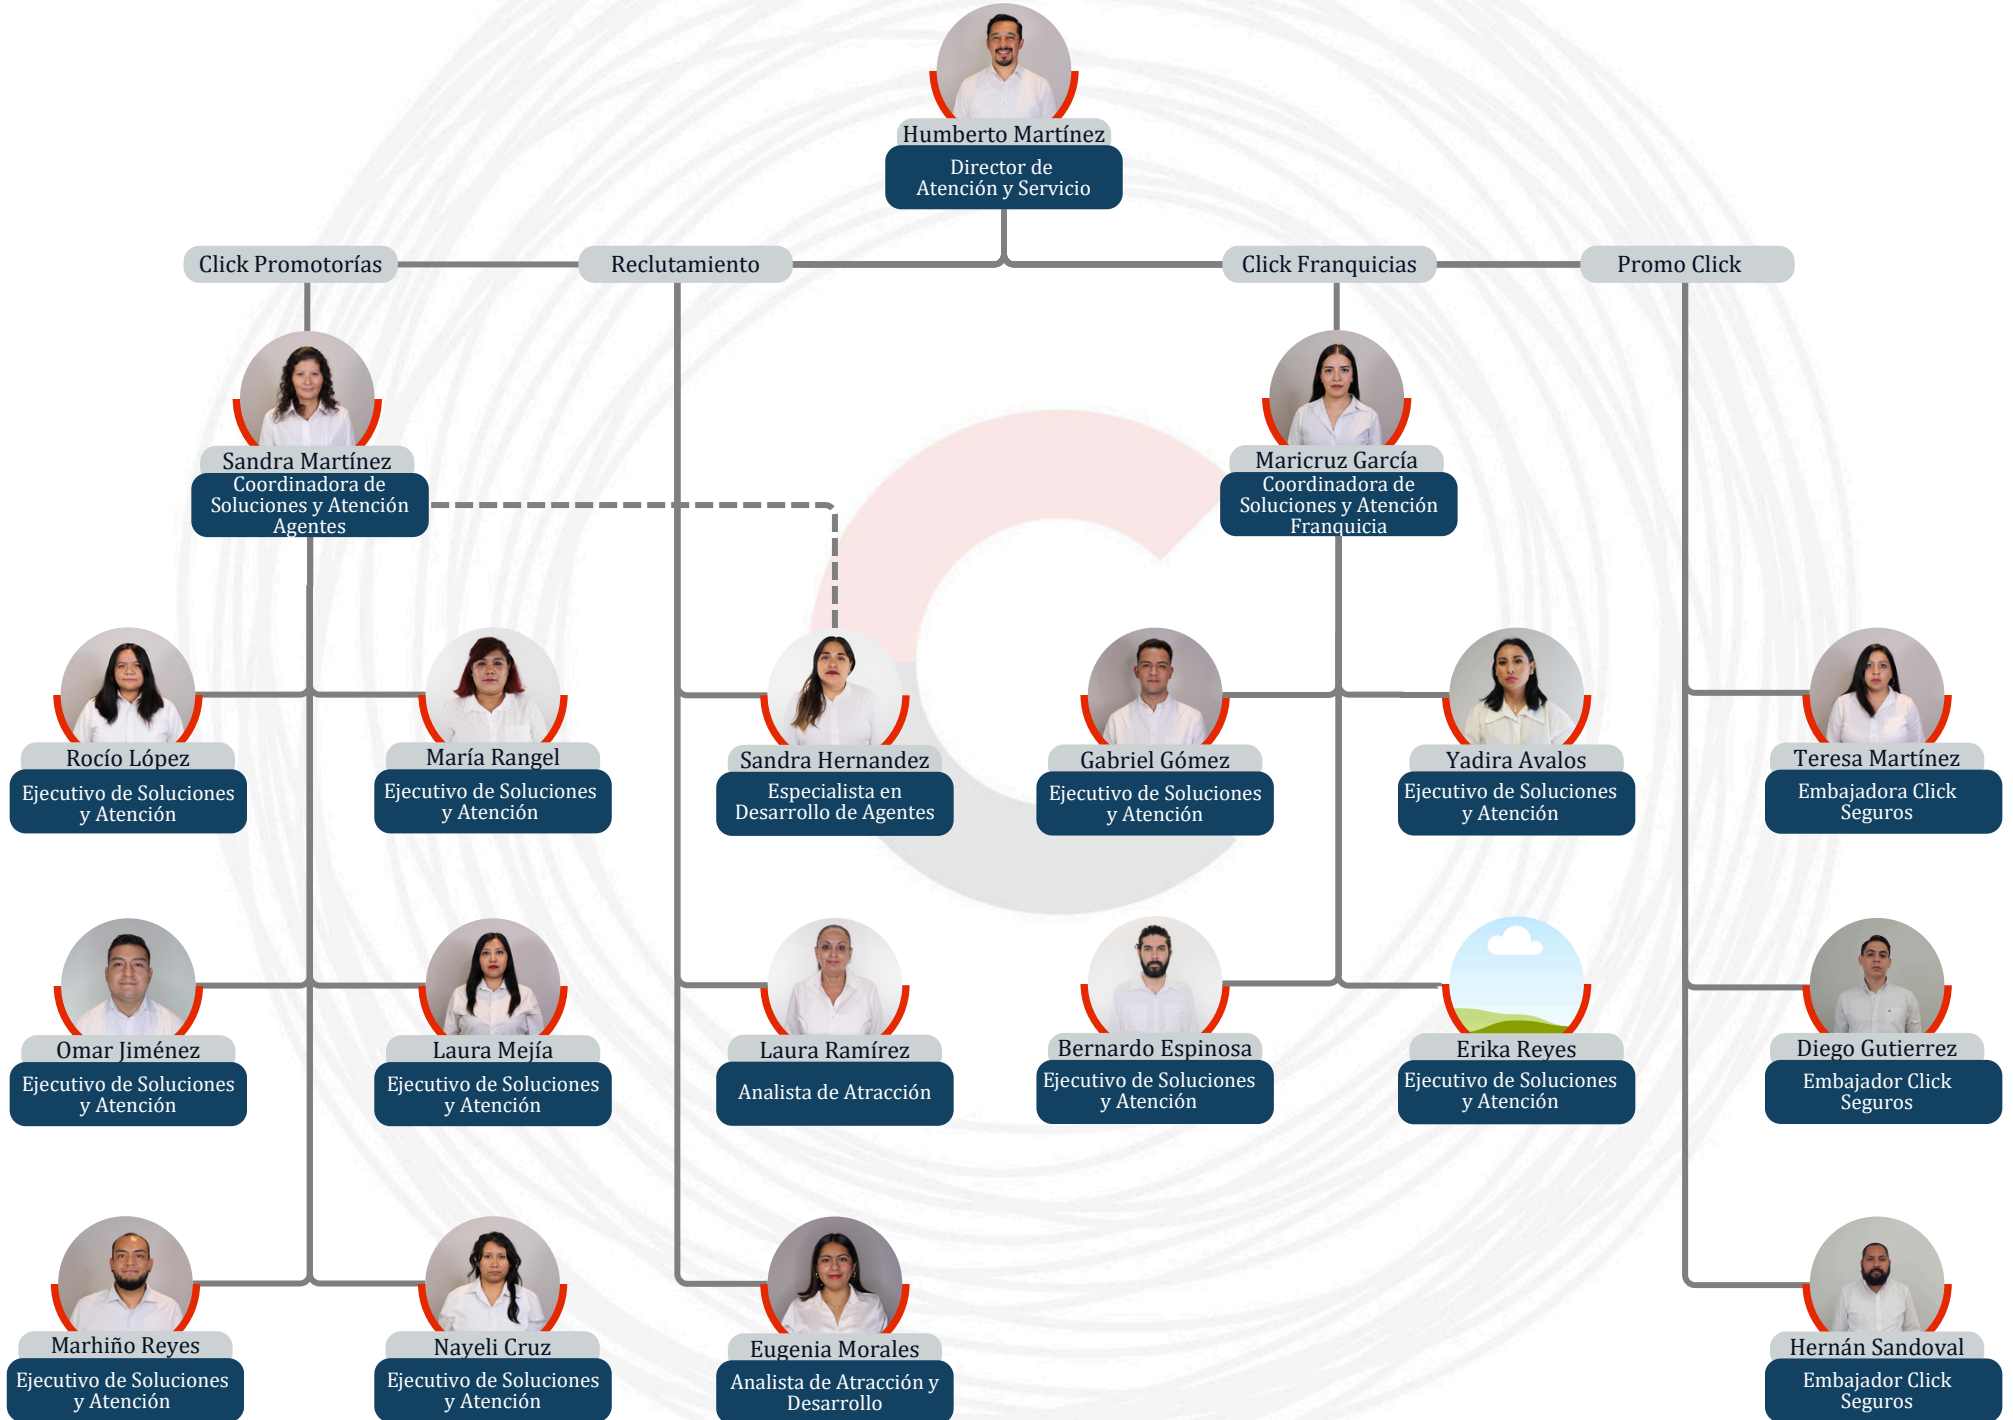 Humberto Martínez
Director de
Atención y Servicio
Click Promotorías
Reclutamiento
Click Franquicias
Promo Click
Sandra Martínez
Coordinadora de
Soluciones y Atención
Agentes
Maricruz García
Coordinadora de
Soluciones y Atención
Franquicia
Rocío López
Ejecutivo de Soluciones
y Atención
María Rangel
Ejecutivo de Soluciones
y Atención
Sandra Hernandez
Especialista en
Desarrollo de Agentes
Gabriel Gómez
Ejecutivo de Soluciones
y Atención
Yadira Avalos
Ejecutivo de Soluciones
y Atención
Teresa Martínez
Embajadora Click
Seguros
Omar Jiménez
Ejecutivo de Soluciones
y Atención
Laura Mejía
Ejecutivo de Soluciones
y Atención
Laura Ramírez
Analista de Atracción
Bernardo Espinosa
Ejecutivo de Soluciones
y Atención
Erika Reyes
Ejecutivo de Soluciones
y Atención
Diego Gutierrez
Embajador Click
Seguros
Marhiño Reyes
Ejecutivo de Soluciones
y Atención
Nayeli Cruz
Ejecutivo de Soluciones
y Atención
Eugenia Morales
Analista de Atracción y
Desarrollo
Hernán Sandoval
Embajador Click
Seguros